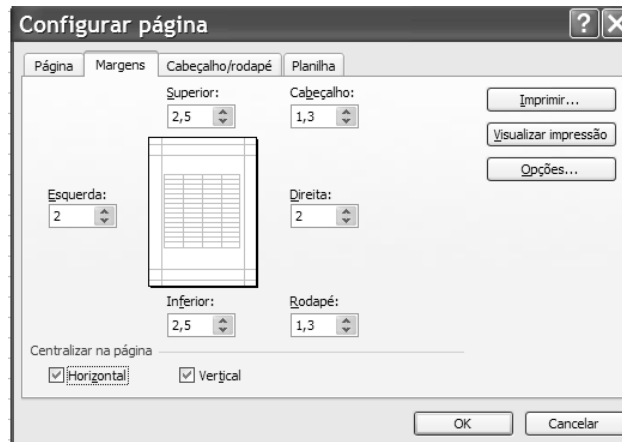 Configurar página
Página Margens Cabeçalho/rodapé Planilha
Superior: Cabeçalho:
2,5 1,3
Imprimir...
Visualizar impressão
Opções...
Esquerda: Direita:
2 2
Inferior: Rodapé:
2,5 1,3
Centralizar na página
Horizontal Vertical
OK Cancelar